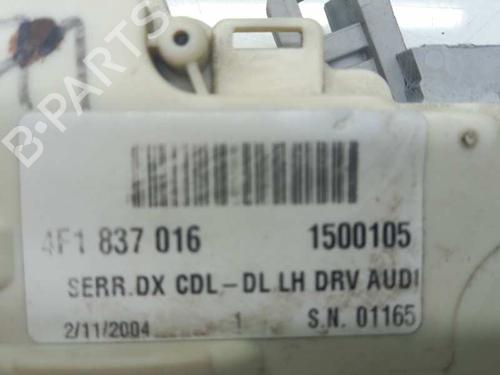 B-PARTS
4F1 837 016 1500105
SERR.DX CDL-DL LH DRV AUDI
2/11/2004 1 S.N. 01165